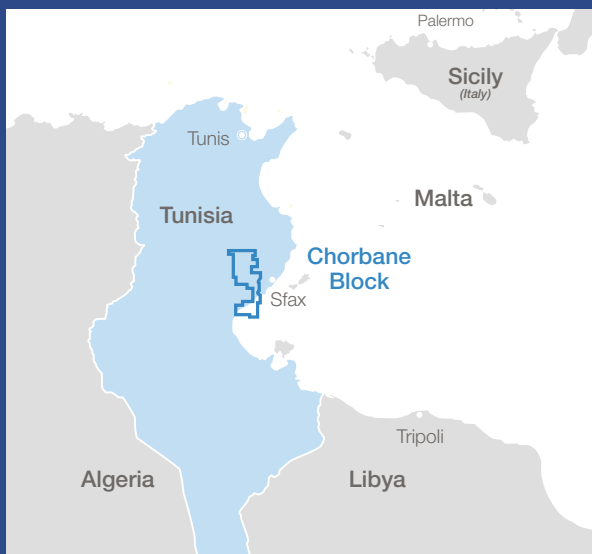 Palermo
Sicily
(Italy)
Tunis
Malta
Tunisia
Chorbane
Block
Sfax
Tripoli
Algeria
Libya